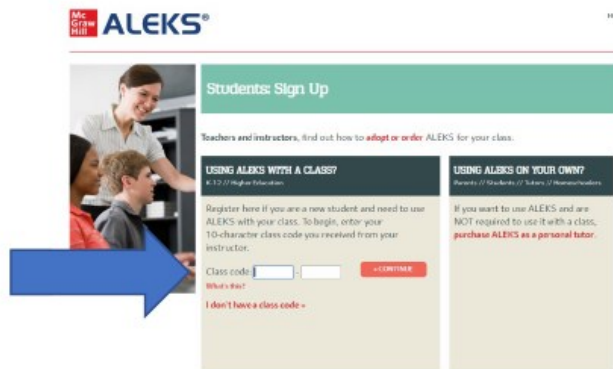 Mc
Graw
Hill
ALEKS®
Students: Sign Up
Teachers and instructors, find out how to adopt or order ALEKS for your class.
USING ALEKS WITH A CLASS?
K-12 // Higher Education
Register here if you are a new student and need to use
ALEKS with your class. To begin, enter your
10-character class code you received from your
instructor.
Class code: -
» CONTINUE
What's this?
I don't have a class code »
USING ALEKS ON YOUR OWN?
Parents // Students // Tutors // Homeschoolers
If you want to use ALEKS and are
NOT required to use it with a class,
purchase ALEKS as a personal tutor.